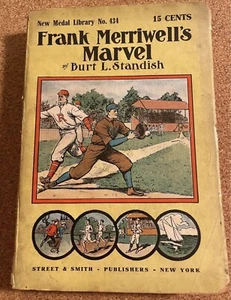 New Medal Library No. 434 15 CENTS
Frank Merriwell's
Marvel
by Burt L. Standish
STREET & SMITH - PUBLISHERS - NEW YORK